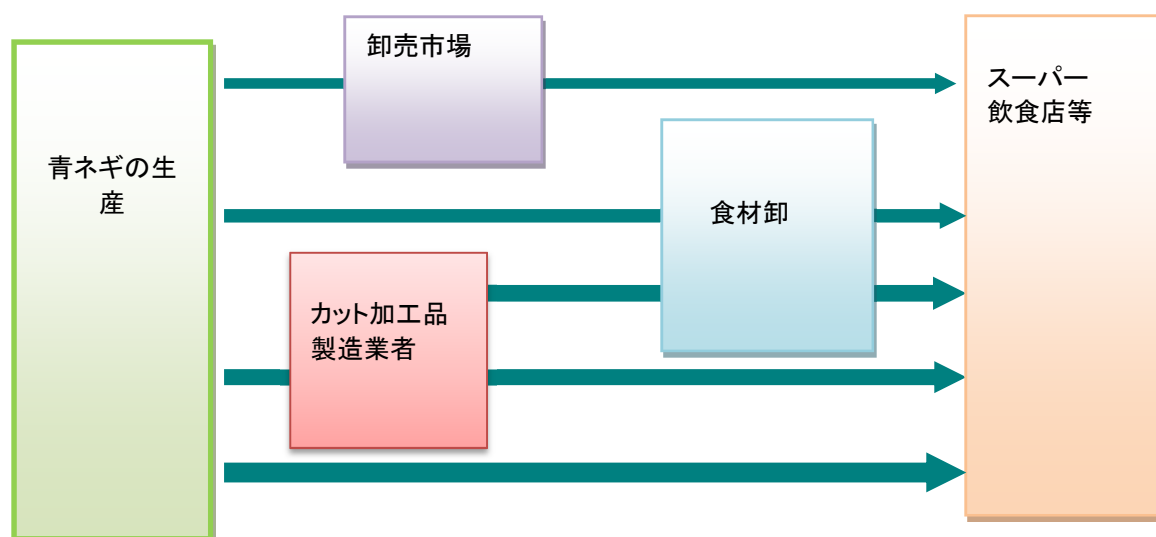 青ネギの生
産
卸売市場
カット加工品
製造業者
食材卸
スーパー
飲食店等